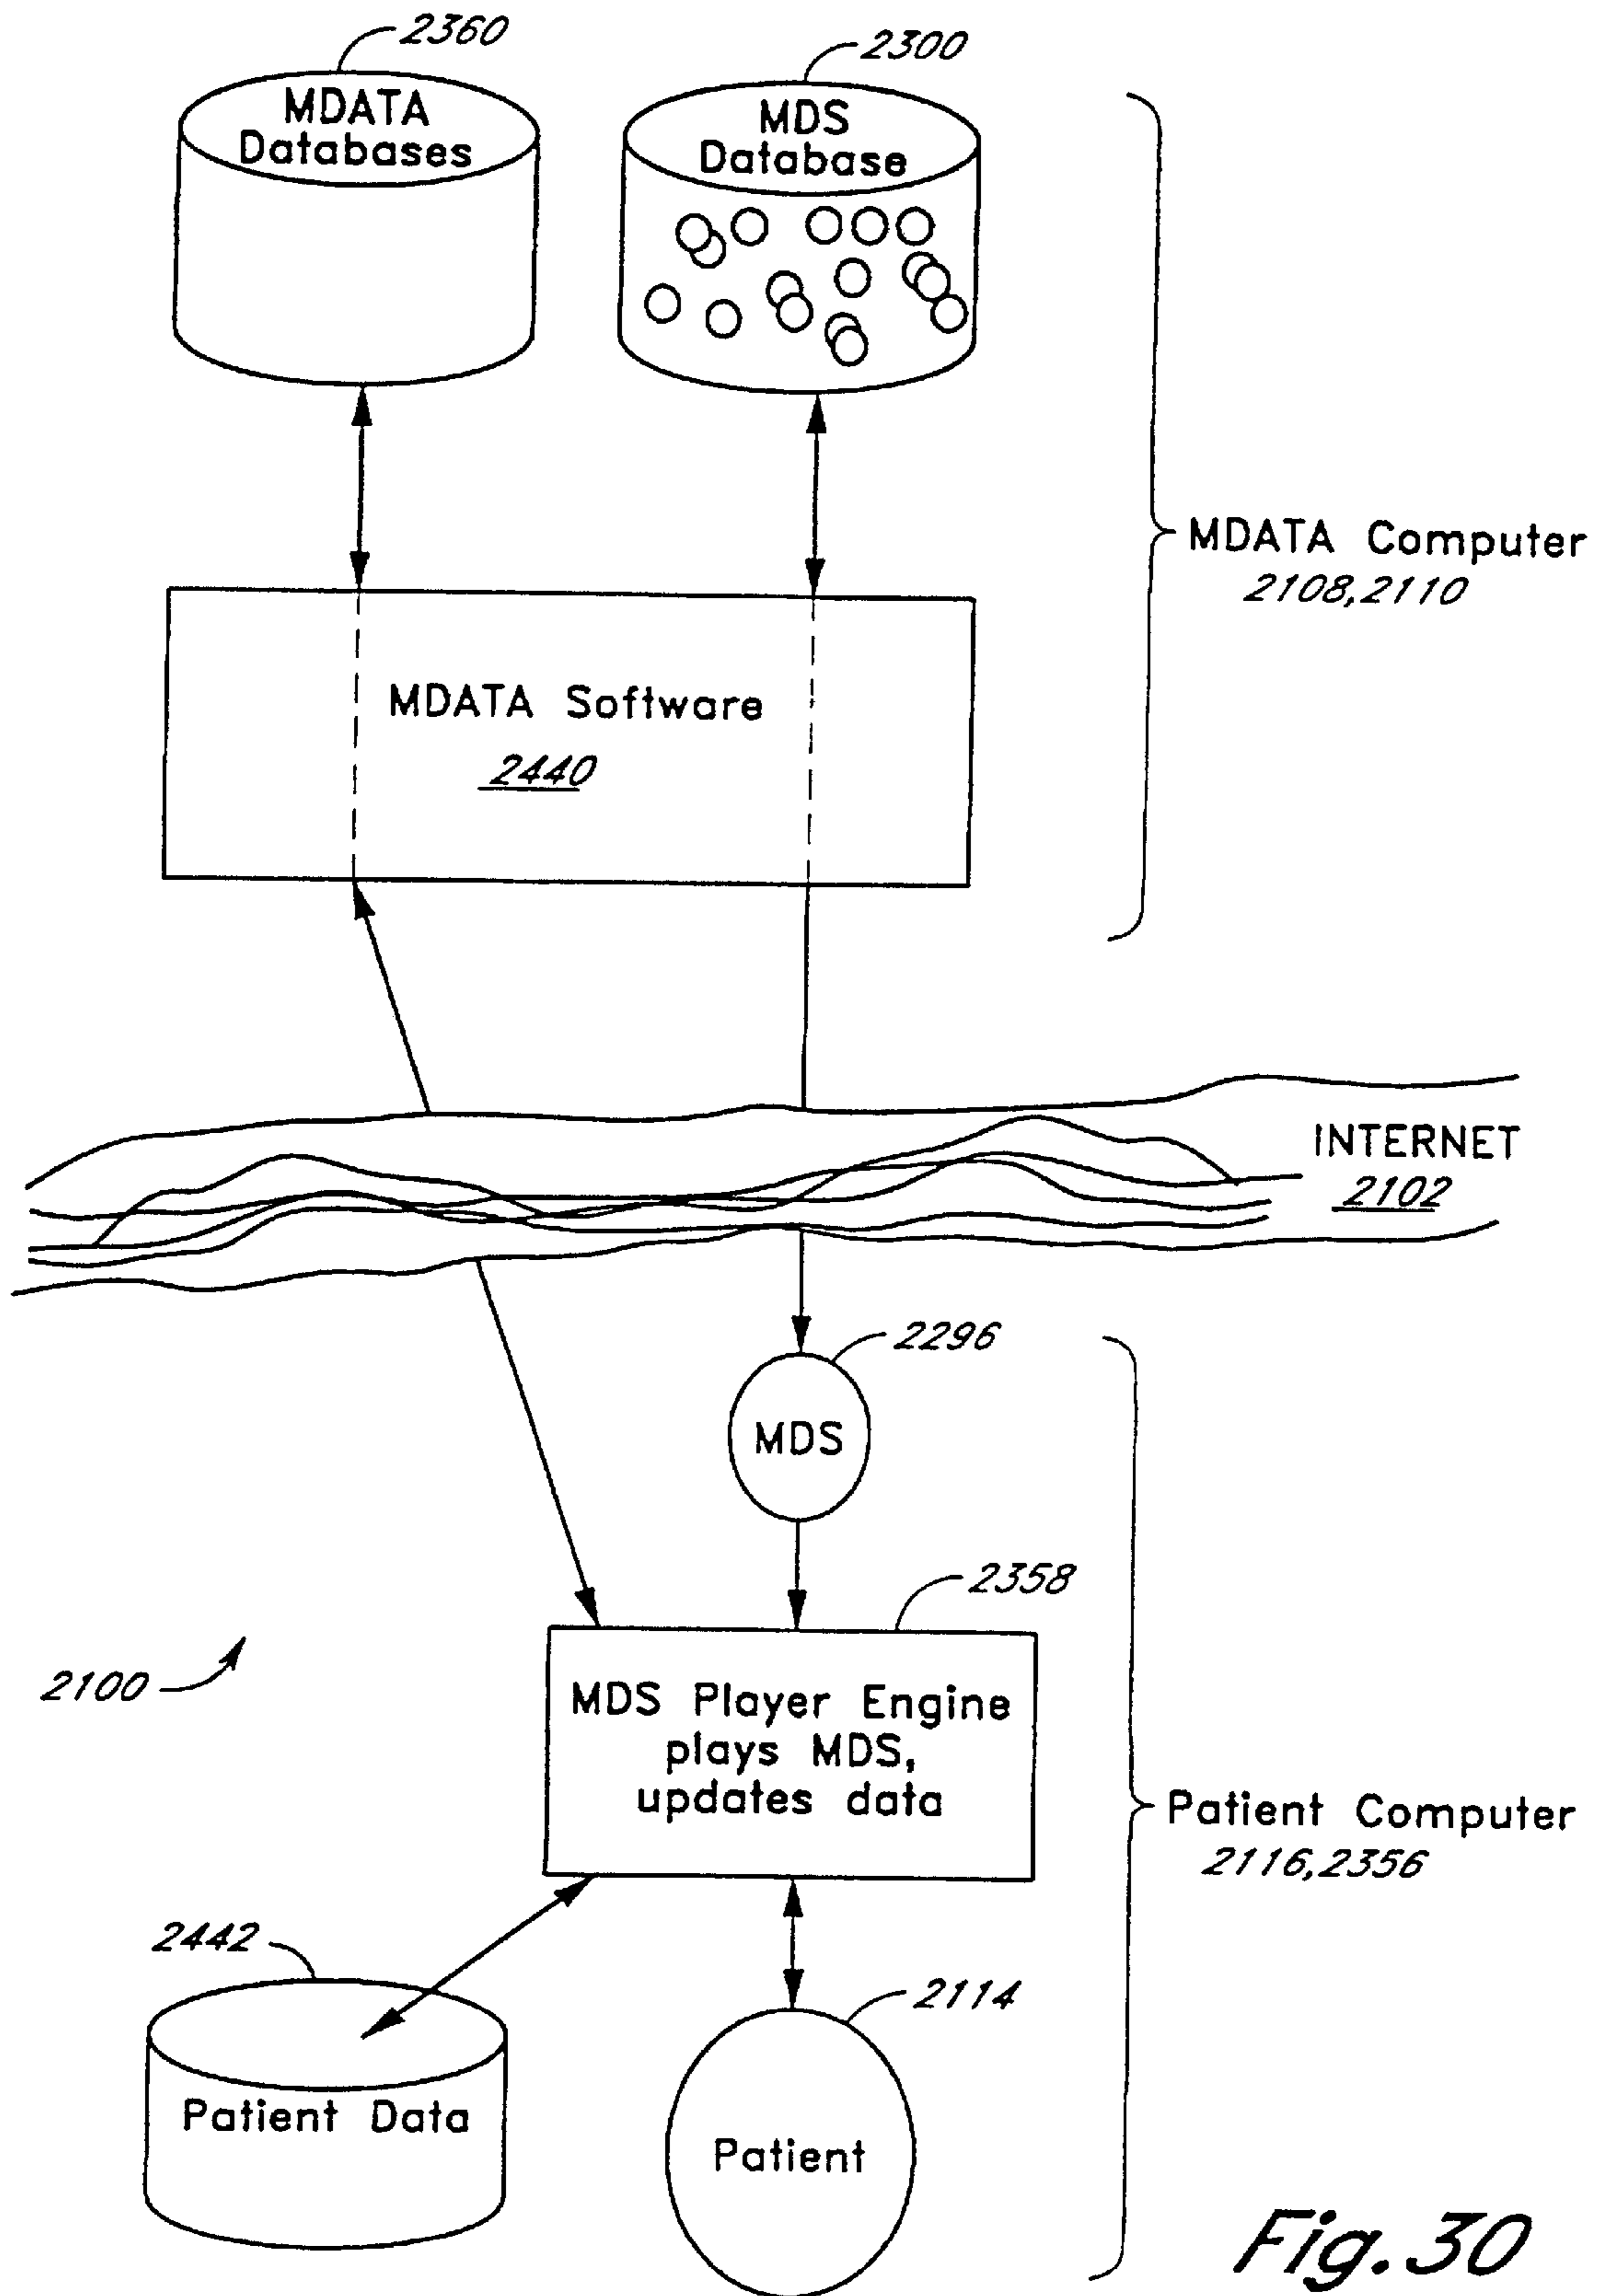 2360
2300
MDATA
Databases
MDS
Database
MDATA Computer
2108,2110
MDATA Software
2440
INTERNET
2102
2296
MDS
2358
2100
MDS Player Engine
plays MDS,
updates data
Patient Computer
2116,2356
2442
2114
Patient Data
Patient
Fig. 30